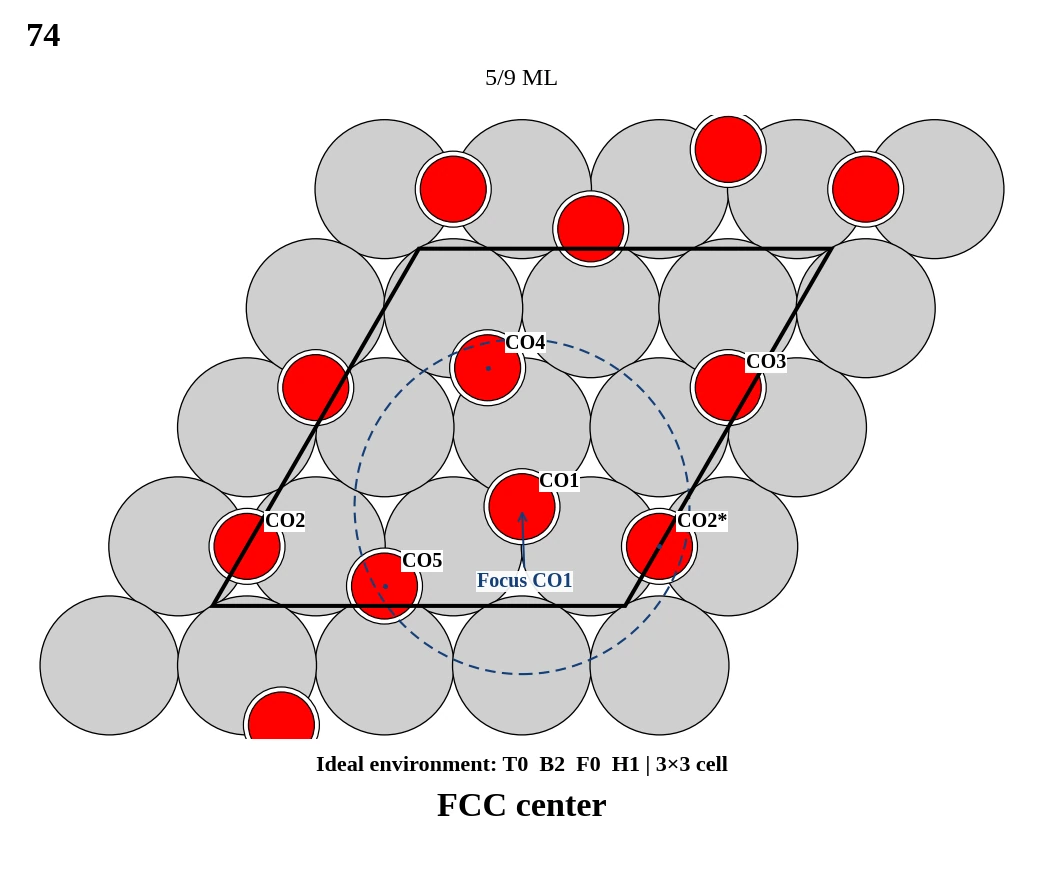 74
5/9 ML
CO4
CO3
CO1
CO2
CO2*
CO5
Focus CO1
Ideal environment: T0  B2  F0  H1 | 3×3 cell
FCC center